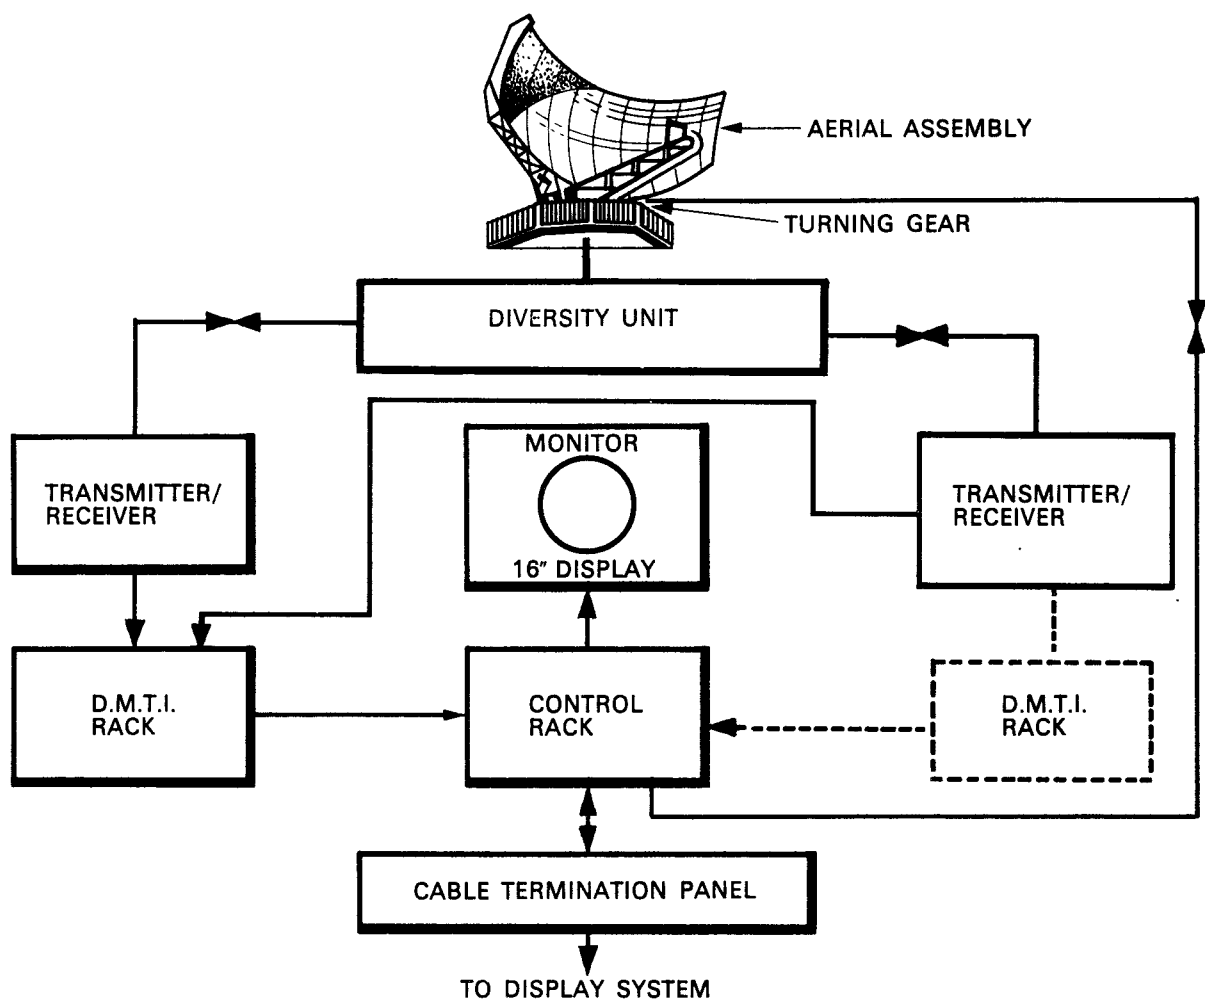 AERIAL ASSEMBLY
TURNING GEAR
DIVERSITY UNIT
TRANSMITTER/
RECEIVER
MONITOR
16" DISPLAY
TRANSMITTER/
RECEIVER
D.M.T.I.
RACK
CONTROL
RACK
D.M.T.I.
RACK
CABLE TERMINATION PANEL
TO DISPLAY SYSTEM